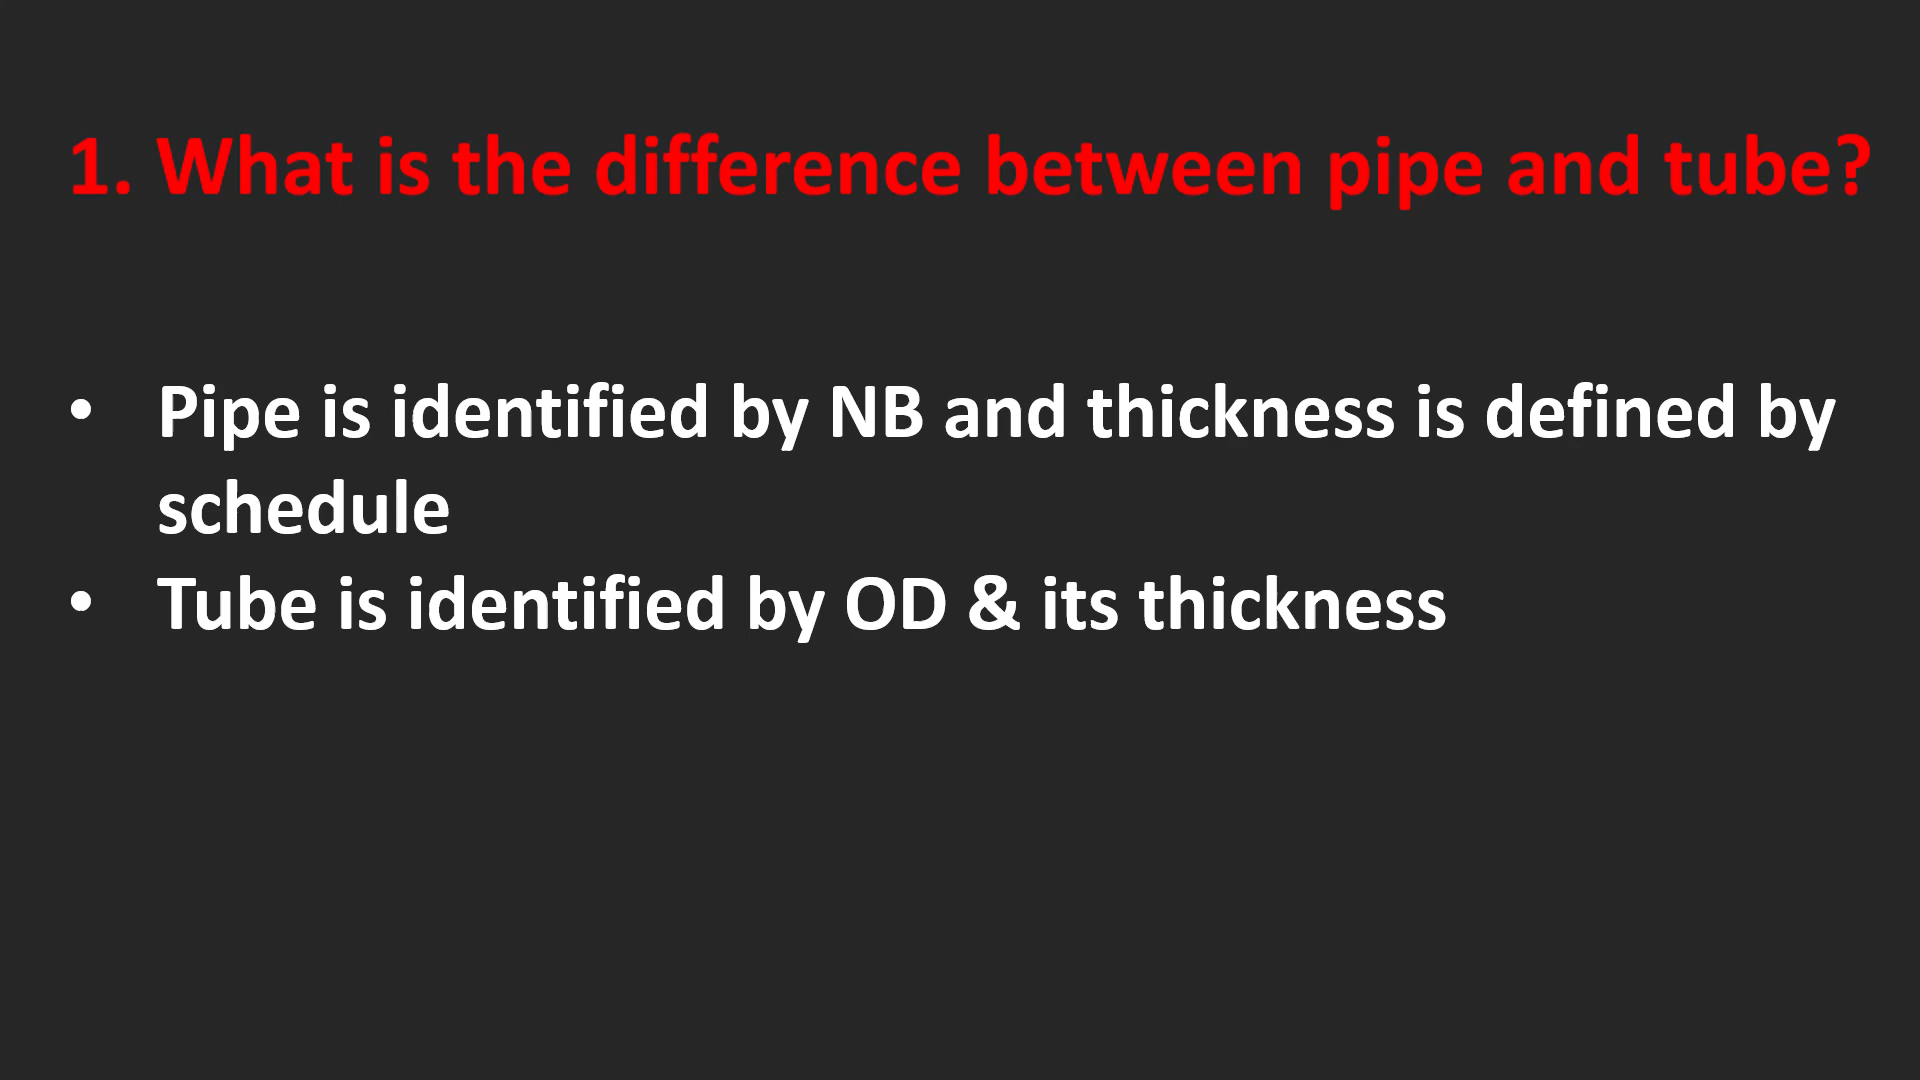 1. What is the difference between pipe and tube?
• Pipe is identified by NB and thickness is defined by
schedule
• Tube is identified by OD & its thickness